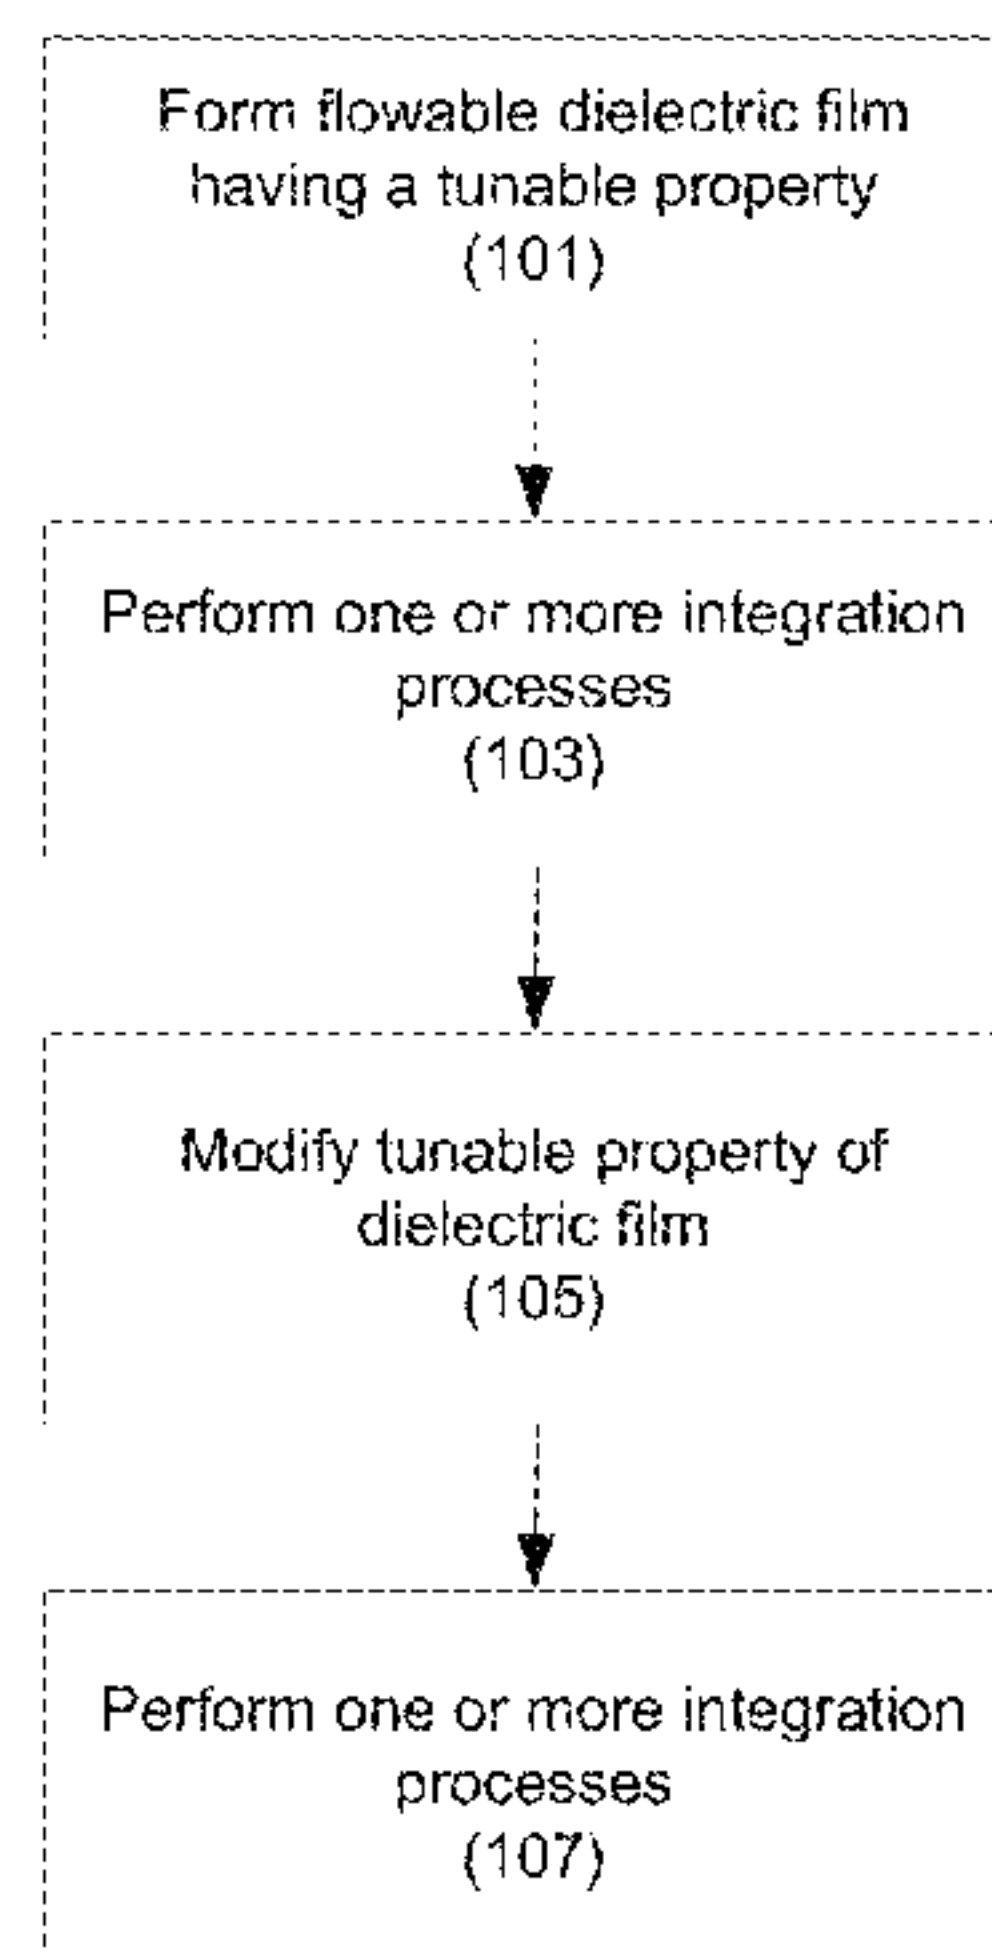 Form flowable dielectric film
having a tunable property
(101)
Perform one or more integration
processes
(103)
Modify tunable property of
dielectric film
(105)
Perform one or more integration
processes
(107)